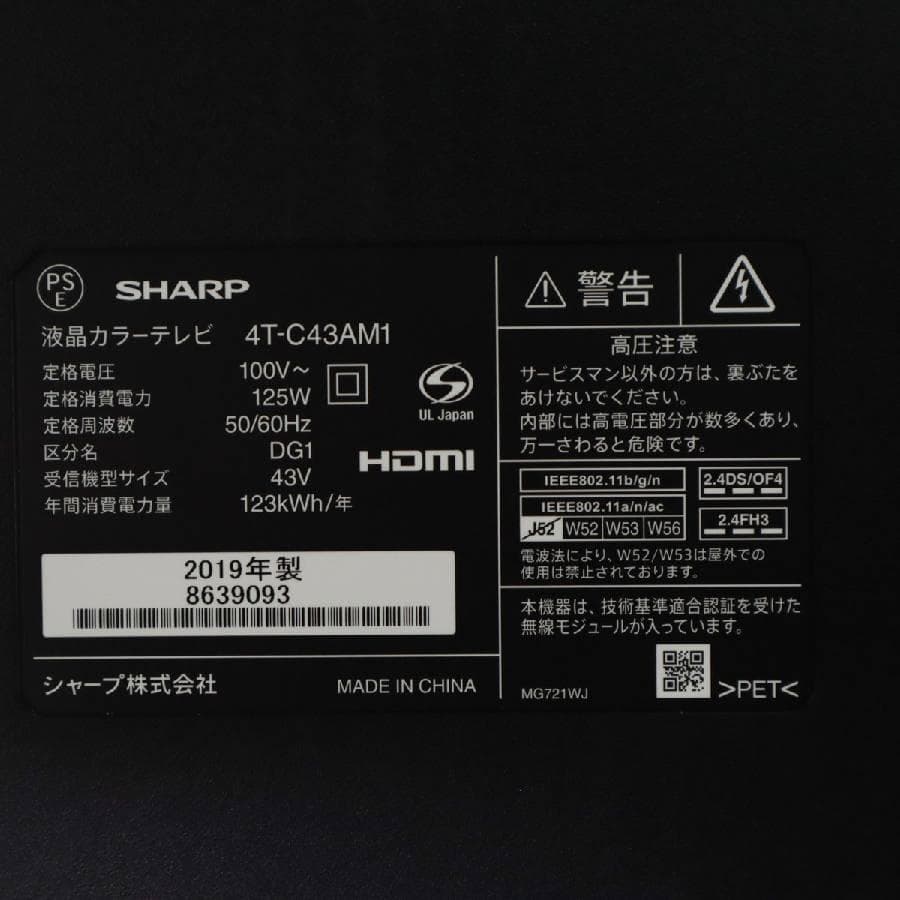 PS
E
SHARP
液晶カラーテレビ 4T-C43AM1
定格電圧 100V～
定格消費電力 125W
定格周波数 50/60Hz
区分名 DG1
受信機型サイズ 43V
年間消費電力量 123kWh/年
S
UL Japan
HDMI
2019年製
8639093
シャープ株式会社 MADE IN CHINA
警告
高圧注意
サービスマン以外の方は、裏ぶたを
あけないでください。
内部には高電圧部分が数多くあり、
万一さわると危険です。
IEEE802.11b/g/n
IEEE802.11a/n/ac
J52 W52 W53 W56
2.4DS/OF4
2.4FH3
電波法により、W52/W53は屋外での
使用は禁止されております。
本機器は、技術基準適合認証を受けた
無線モジュールが入っています。
MG721WJ
>PET<